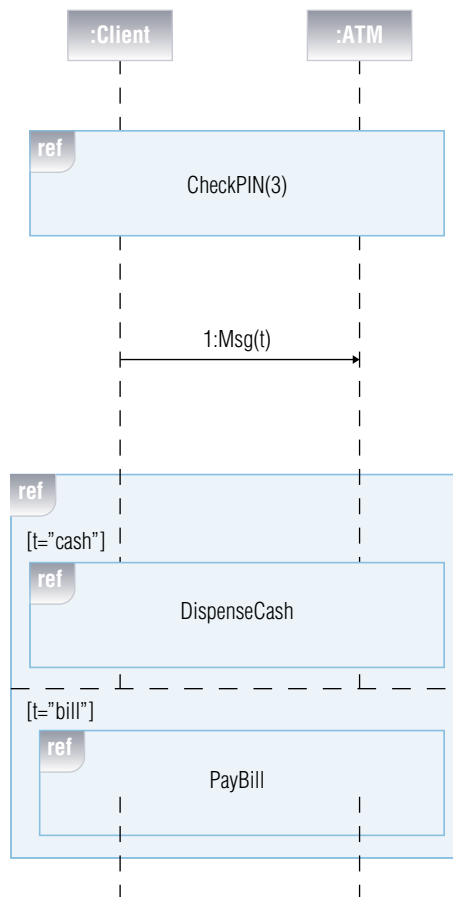 :Client
:ATM
ref
CheckPIN(3)
1:Msg(t)
ref
[t=”cash”]
ref
DispenseCash
[t=”bill”]
ref
PayBill